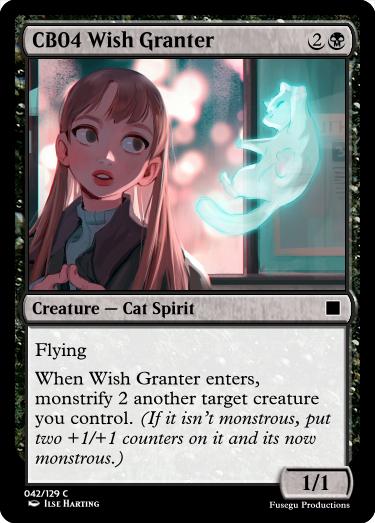 CB04 Wish Granter 2
Creature — Cat Spirit
Flying
When Wish Granter enters,
monstrify 2 another target creature
you control. (If it isn't monstrous, put
two +1/+1 counters on it and its now
monstrous.)
1/1
042/129 C
Ilse Harting
Fusegu Productions